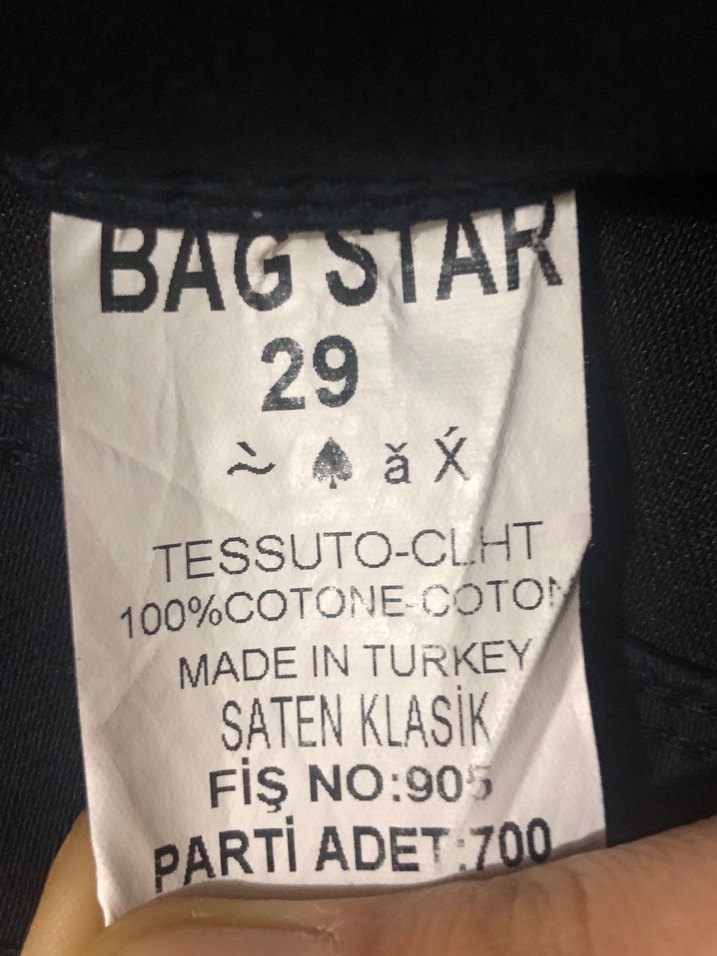 BAG STAR
29
~̀ ♠ ǎ X́
TESSUTO-CLHT
100%COTONE-COTON
MADE IN TURKEY
SATEN KLASİK
FİŞ NO:905
PARTİ ADET:700